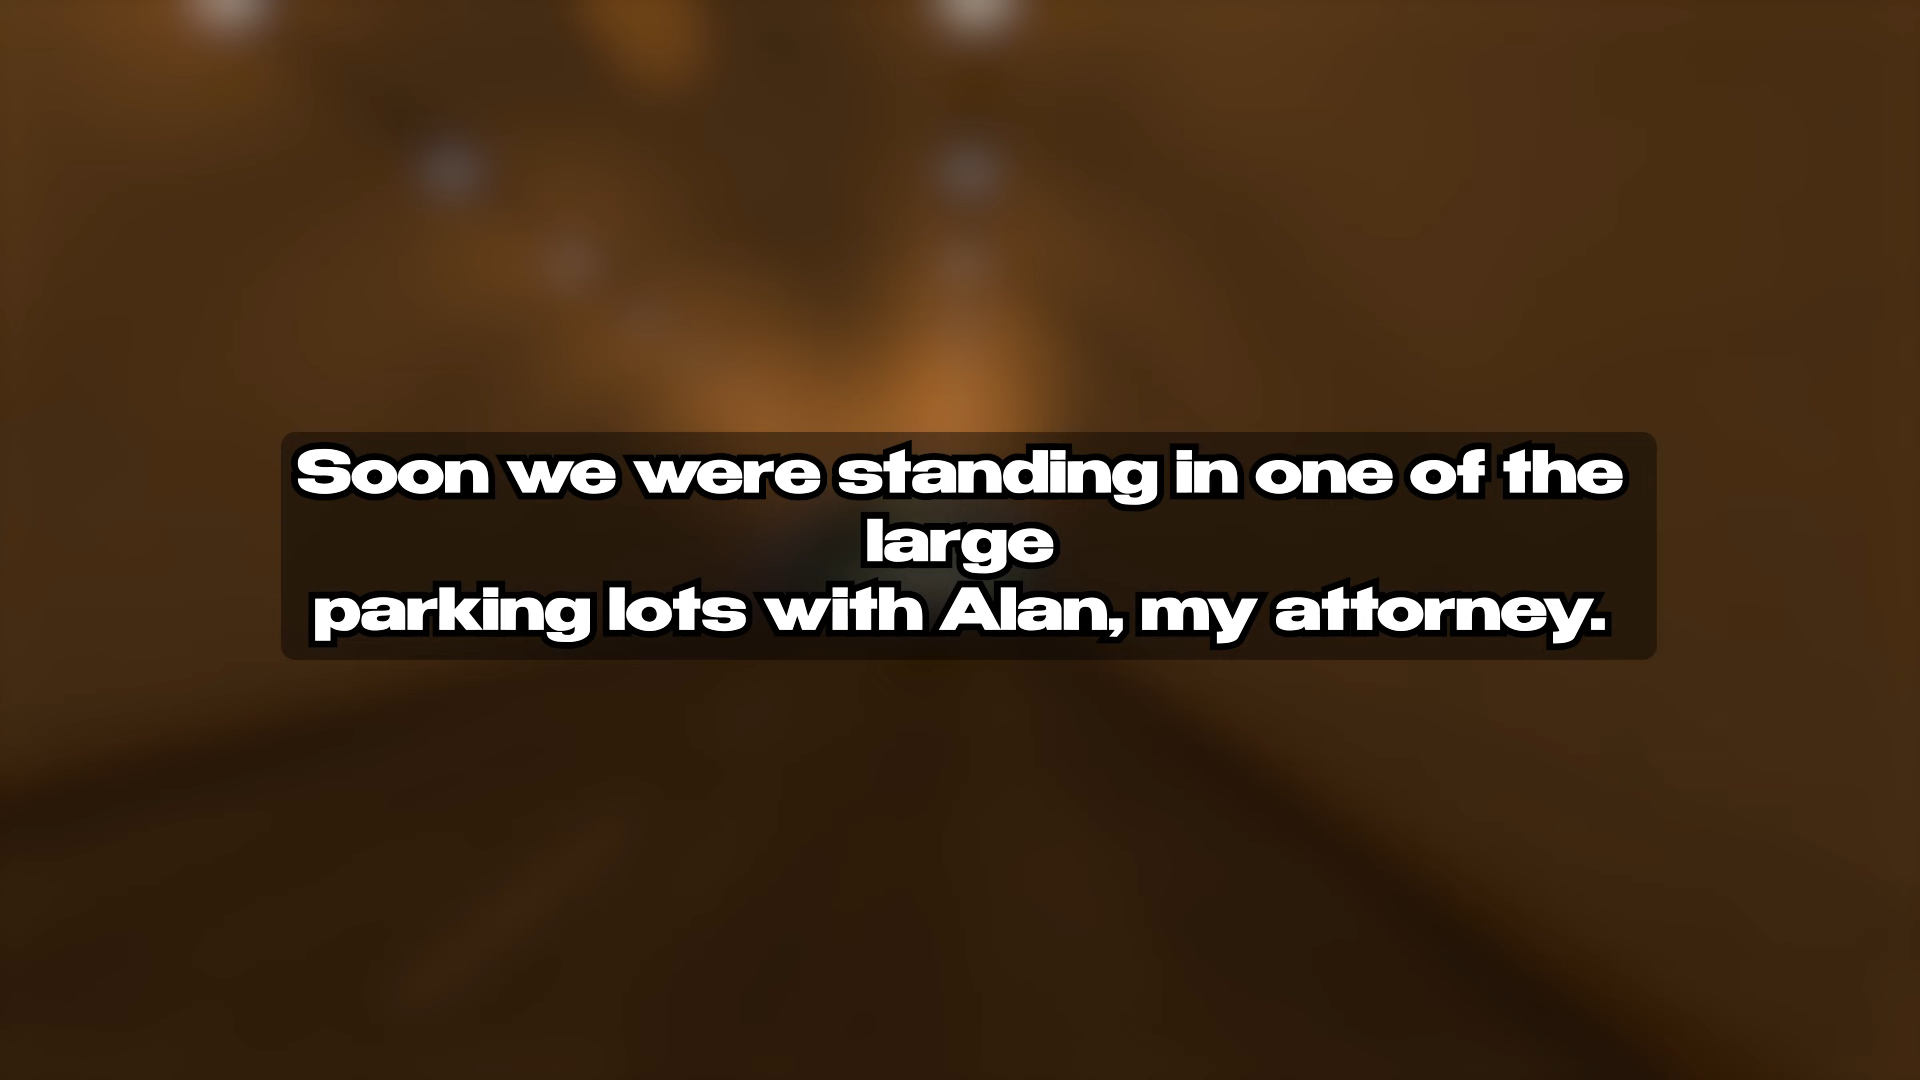 Soon we were standing in one of the
large
parking lots with Alan, my attorney.